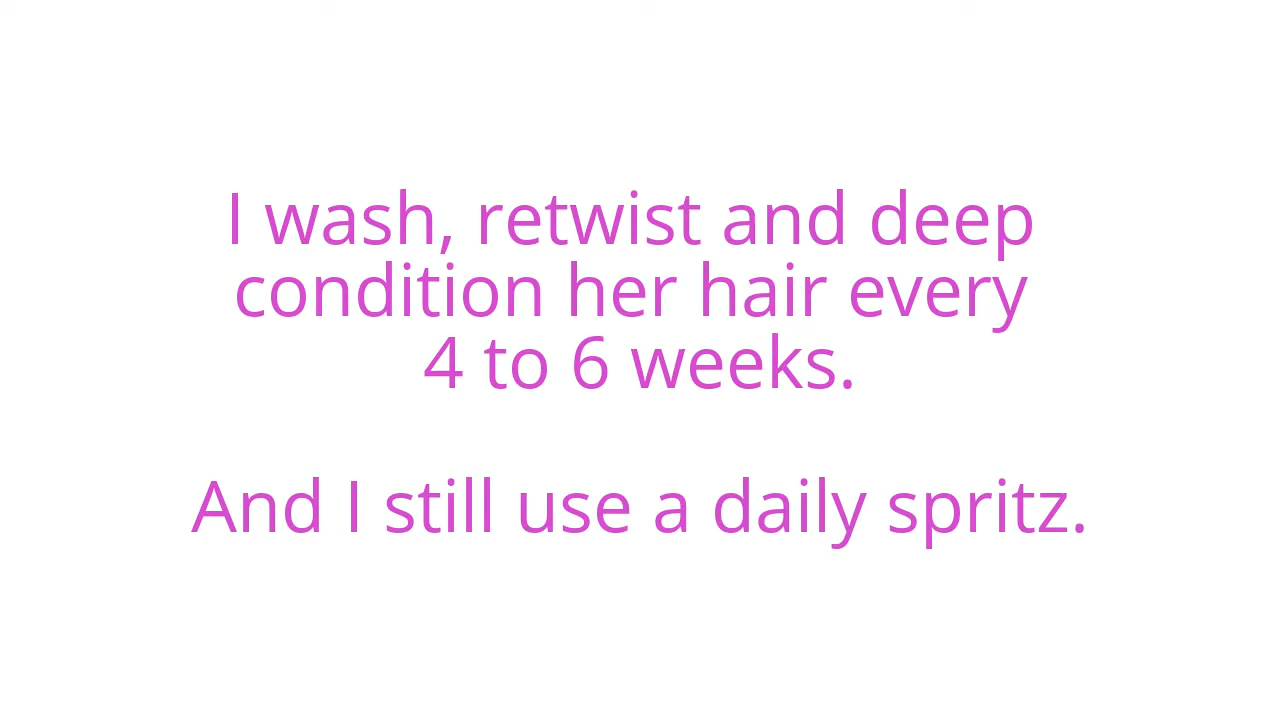 I wash, retwist and deep
condition her hair every
4 to 6 weeks.
And I still use a daily spritz.